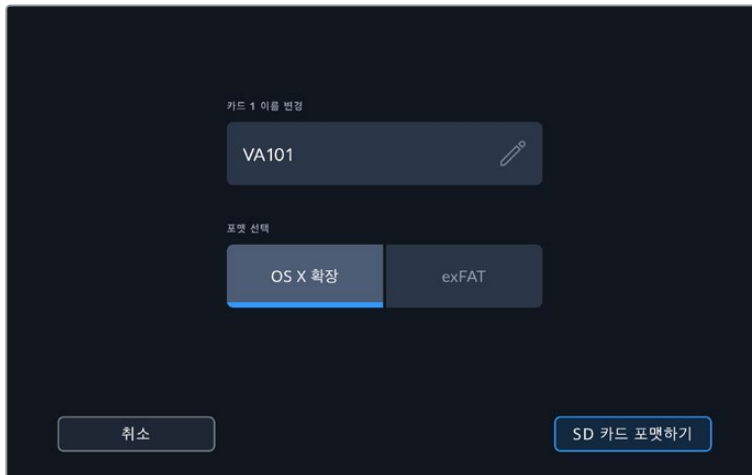 카드 1 이름 변경
VA101
포맷 선택
OS X 확장 exFAT
취소 SD 카드 포맷하기